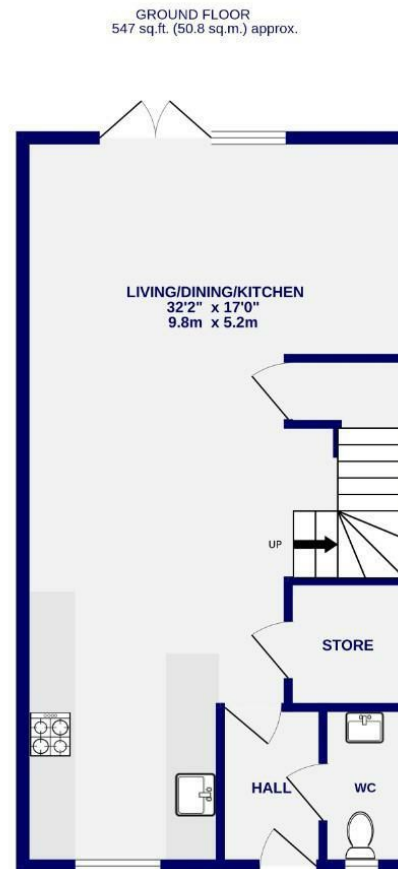 GROUND FLOOR
547 sq.ft. (50.8 sq.m.) approx.
LIVING/DINING/KITCHEN
32'2" x 17'0"
9.8m x 5.2m
UP
STORE
HALL
WC